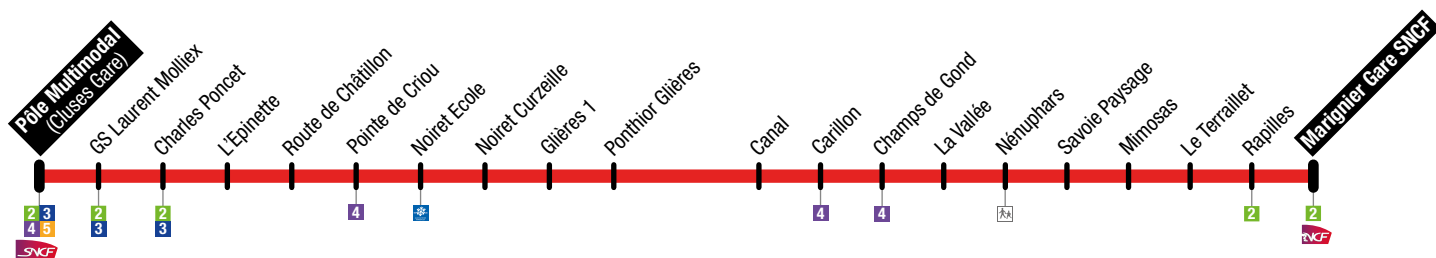 Pôle Multimodal
(Cluses Gare)
GS Laurent Molliex
Charles Poncet
L'Epinette
Route de Châtillon
Pointe de Criou
Noiret Ecole
Noiret Curzeille
Glières 1
Ponthior Glières
Canal
Carillon
Champs de Gond
La Vallée
Nénuphars
Savoie Paysage
Mimosas
Le Terraillet
Rapilles
Marignier Gare SNCF
2 3
4 5
SNCF
2
3
2
3
4
4
4
2
2
SNCF